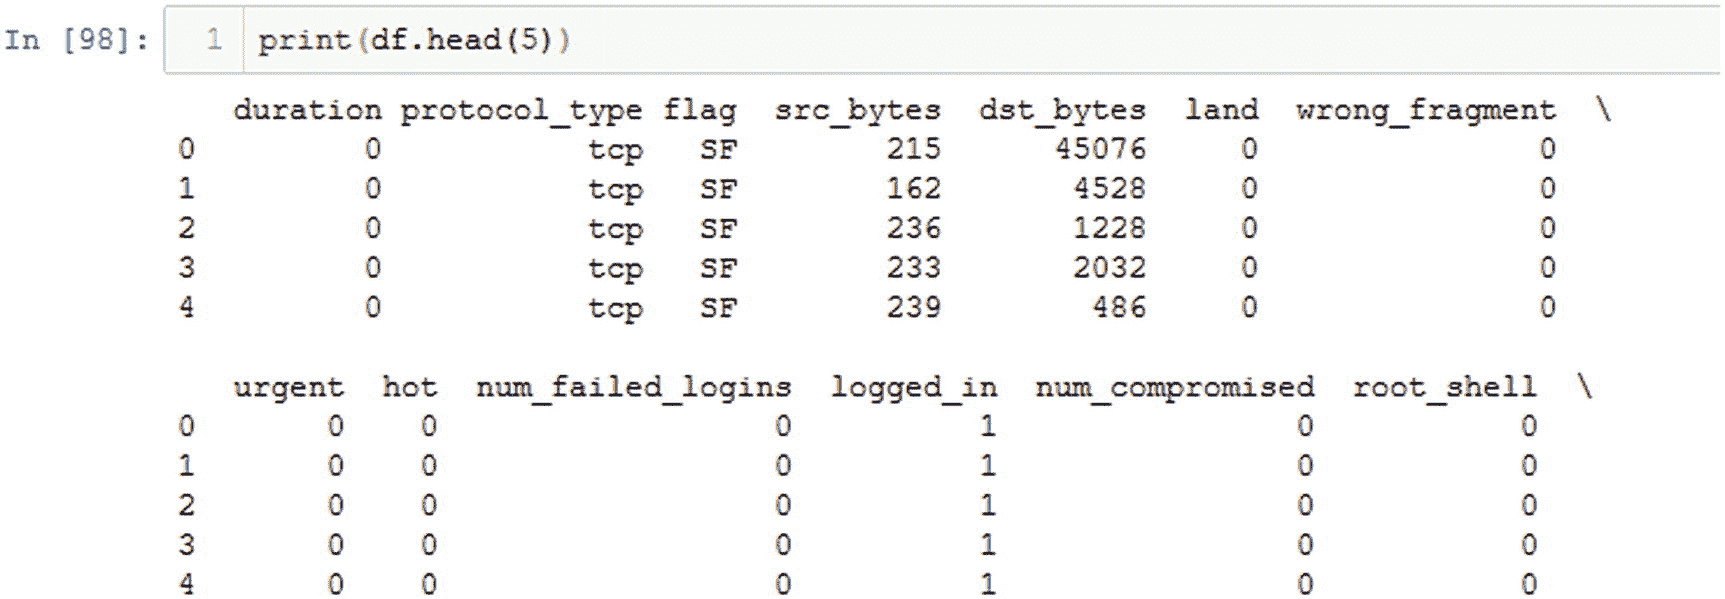 In [98]: 1 print(df.head(5))
duration protocol_type flag src_bytes dst_bytes land wrong_fragment \
0 0 tcp SF 215 45076 0 0
1 0 tcp SF 162 4528 0 0
2 0 tcp SF 236 1228 0 0
3 0 tcp SF 233 2032 0 0
4 0 tcp SF 239 486 0 0
urgent hot num_failed_logins logged_in num_compromised root_shell \
0 0 0 0 1 0 0
1 0 0 0 1 0 0
2 0 0 0 1 0 0
3 0 0 0 1 0 0
4 0 0 0 1 0 0